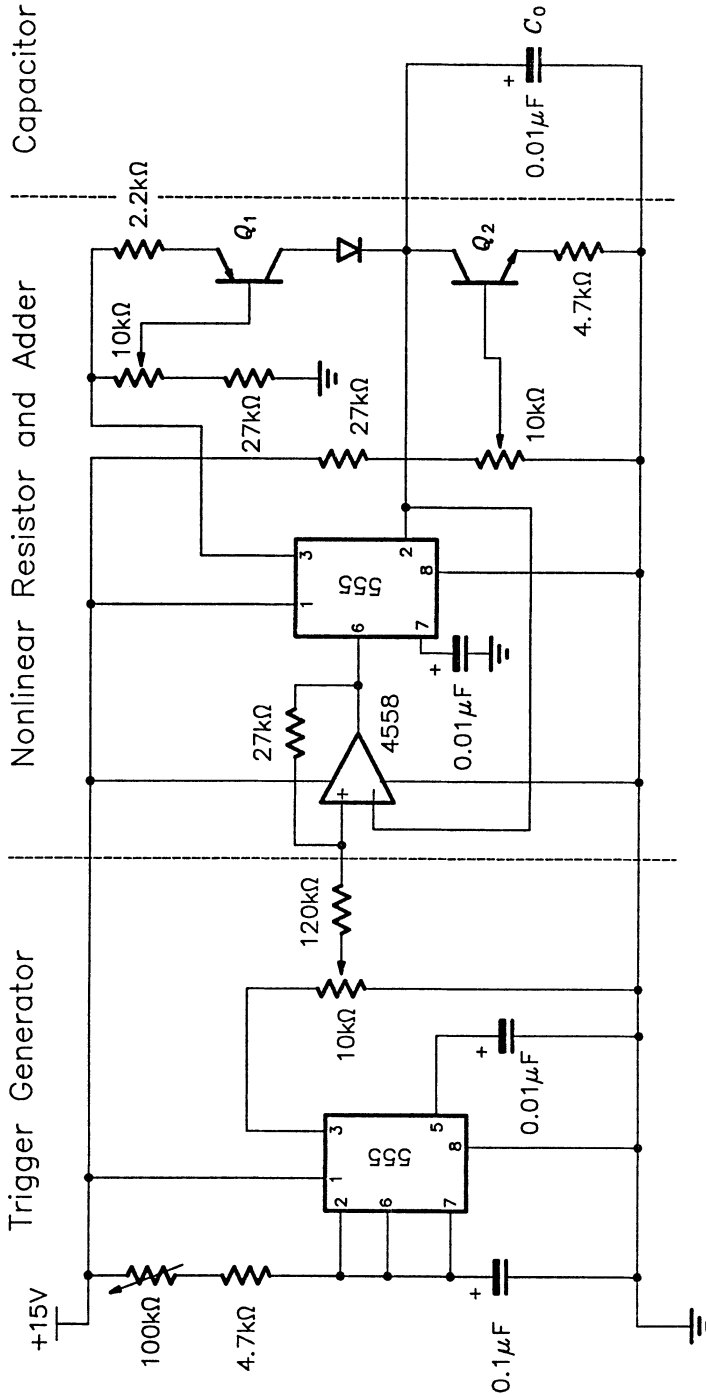 Trigger Generator
Nonlinear Resistor and Adder
Capacitor
+15V
100kΩ
4.7kΩ
+
0.1μF
555
1
2
3
5
6
7
8
10kΩ
120kΩ
+
0.01μF
27kΩ
+
4558
555
1
2
3
6
7
8
+
0.01μF
10kΩ
27kΩ
27kΩ
10kΩ
2.2kΩ
Q1
Q2
4.7kΩ
+
0.01μF
C0